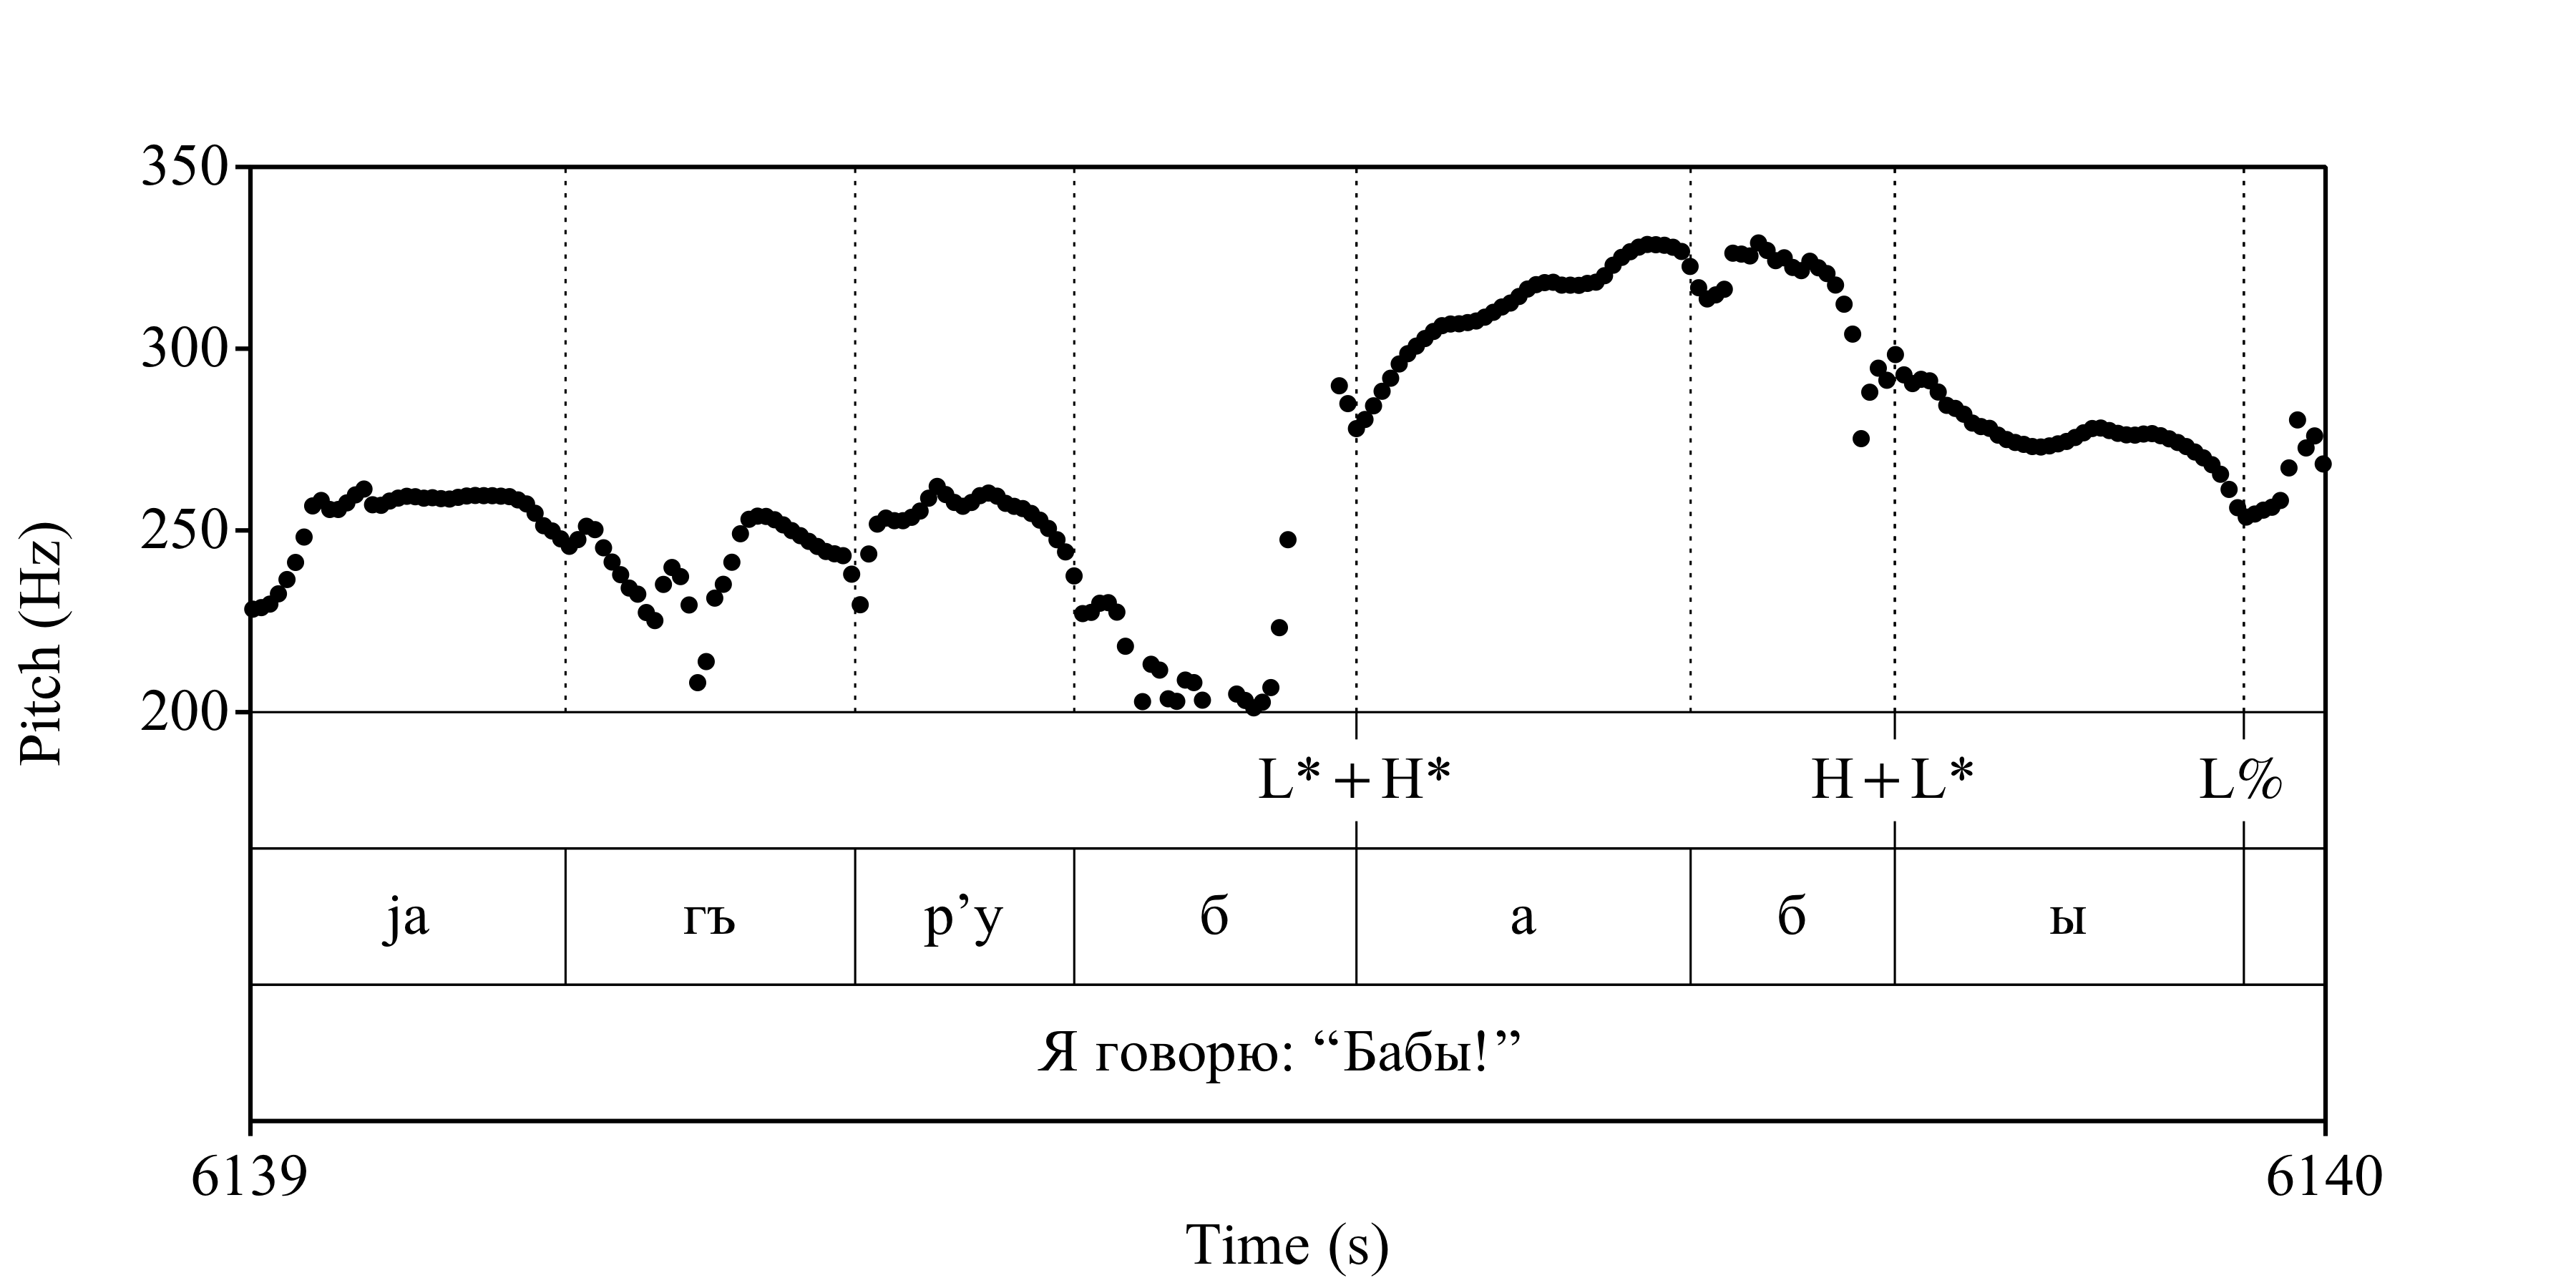 350
300
250
200
Pitch (Hz)
L*+H* H+L* L%
ja гъ р’у б а б ы
Я говорю: “Бабы!”
6139 6140
Time (s)